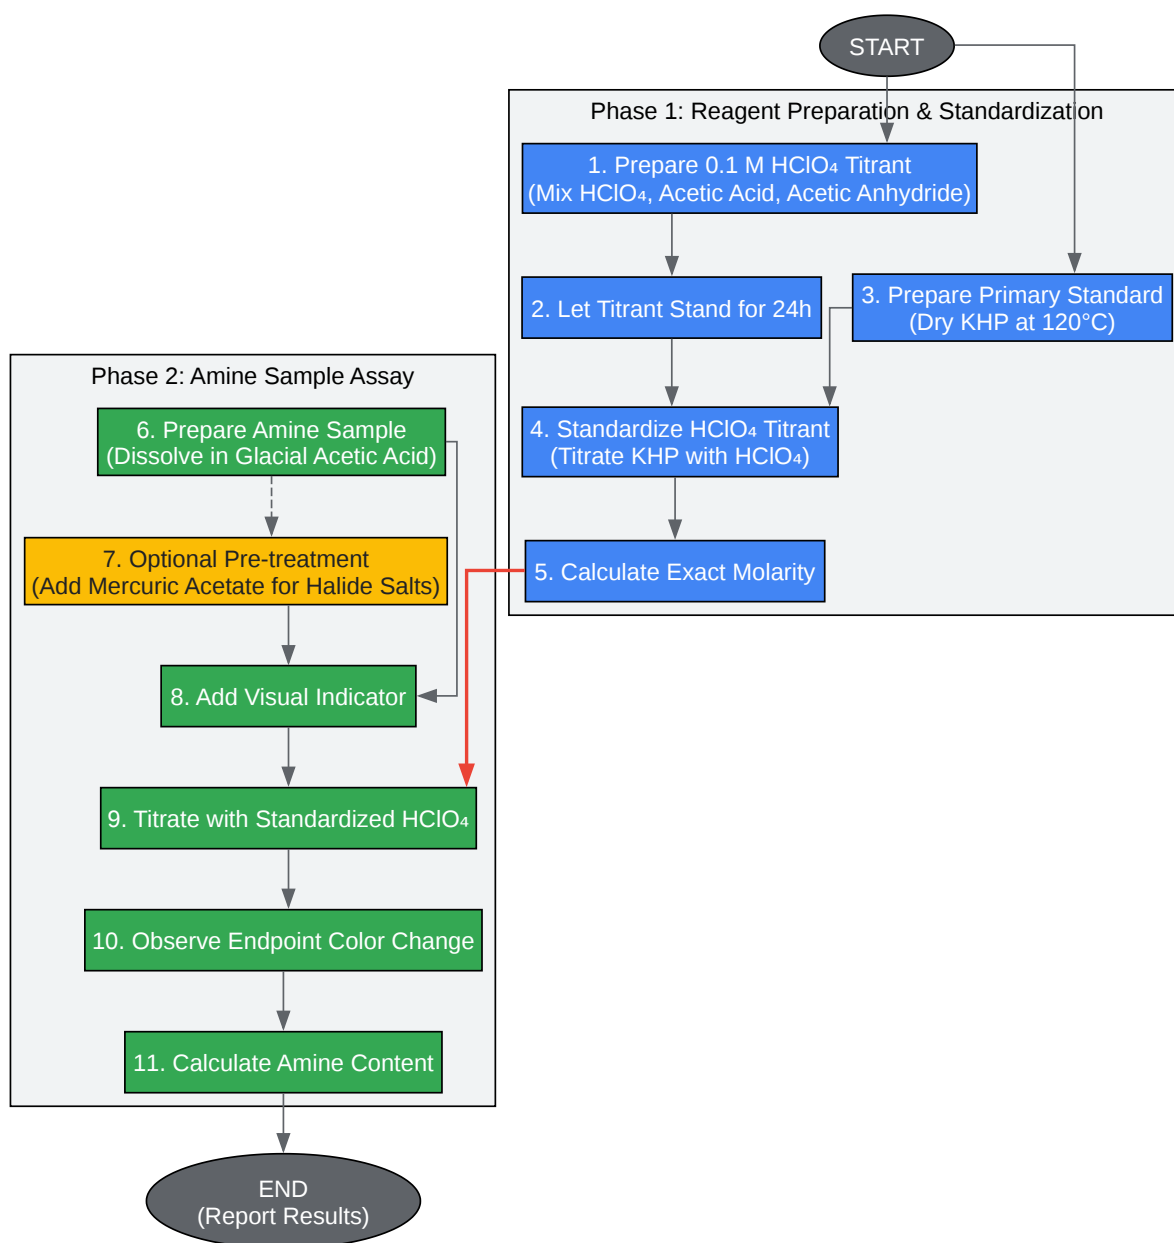 START
Phase 1: Reagent Preparation & Standardization
1. Prepare 0.1 M HClO₄ Titrant
(Mix HClO₄, Acetic Acid, Acetic Anhydride)
2. Let Titrant Stand for 24h
3. Prepare Primary Standard
(Dry KHP at 120°C)
4. Standardize HClO₄ Titrant
(Titrate KHP with HClO₄)
5. Calculate Exact Molarity
Phase 2: Amine Sample Assay
6. Prepare Amine Sample
(Dissolve in Glacial Acetic Acid)
7. Optional Pre-treatment
(Add Mercuric Acetate for Halide Salts)
8. Add Visual Indicator
9. Titrate with Standardized HClO₄
10. Observe Endpoint Color Change
11. Calculate Amine Content
END
(Report Results)